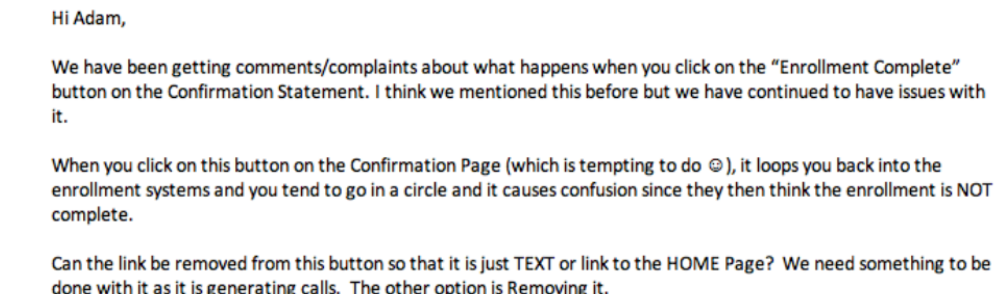 Hi Adam,
We have been getting comments/complaints about what happens when you click on the “Enrollment Complete”
button on the Confirmation Statement. I think we mentioned this before but we have continued to have issues with
it.
When you click on this button on the Confirmation Page (which is tempting to do ☺), it loops you back into the
enrollment systems and you tend to go in a circle and it causes confusion since they then think the enrollment is NOT
complete.
Can the link be removed from this button so that it is just TEXT or link to the HOME Page?  We need something to be
done with it as it is generating calls.  The other option is Removing it.